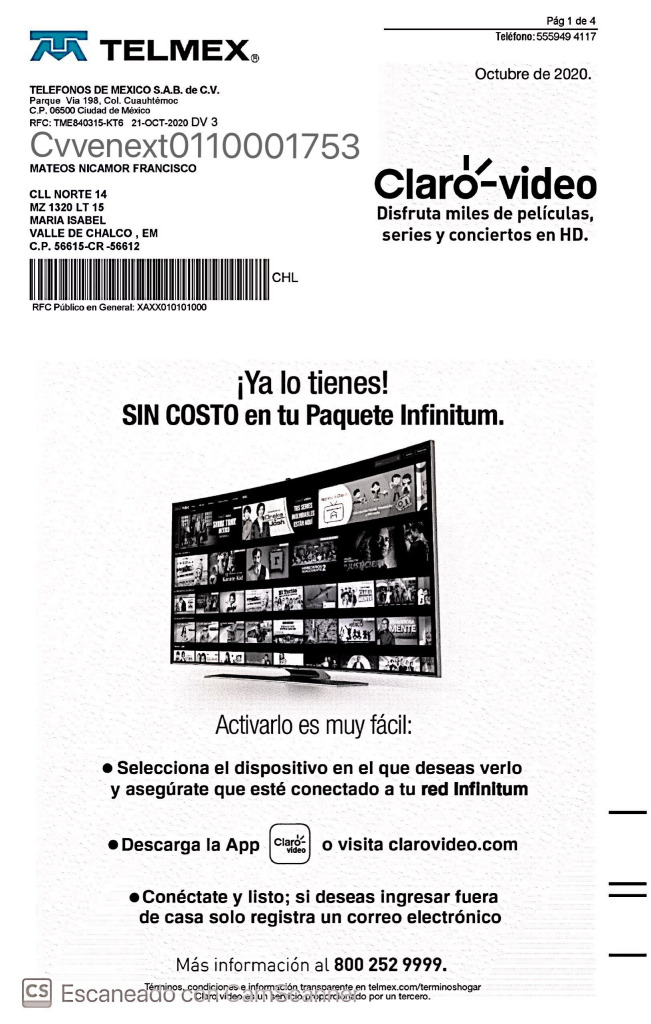 Pág 1 de 4
TELMEX®
Teléfono: 555949 4117
Octubre de 2020.
TELEFONOS DE MEXICO S.A.B. de C.V.
Parque Via 198, Col. Cuauhtémoc
C.P. 06500 Ciudad de México
RFC: TME840315-KT6 21-OCT-2020 DV 3
Cvvenext0110001753
MATEOS NICAMOR FRANCISCO
CLL NORTE 14
MZ 1320 LT 15
MARIA ISABEL
VALLE DE CHALCO , EM
C.P. 56615-CR -56612
CHL
RFC Público en General: XAXX010101000
Claro-video
Disfruta miles de películas,
series y conciertos en HD.
¡Ya lo tienes!
SIN COSTO en tu Paquete Infinitum.
Karate Kid
MENTE
Activarlo es muy fácil:
● Selecciona el dispositivo en el que deseas verlo
y asegúrate que esté conectado a tu red Infinitum
● Descarga la App Claro- video o visita clarovideo.com
● Conéctate y listo; si deseas ingresar fuera
de casa solo registra un correo electrónico
Más información al 800 252 9999.
Términos, condiciones e información transparente en telmex.com/terminoshogar
Claro video es un servicio proporcionado por un tercero.
CS Escaneado con CamScanner